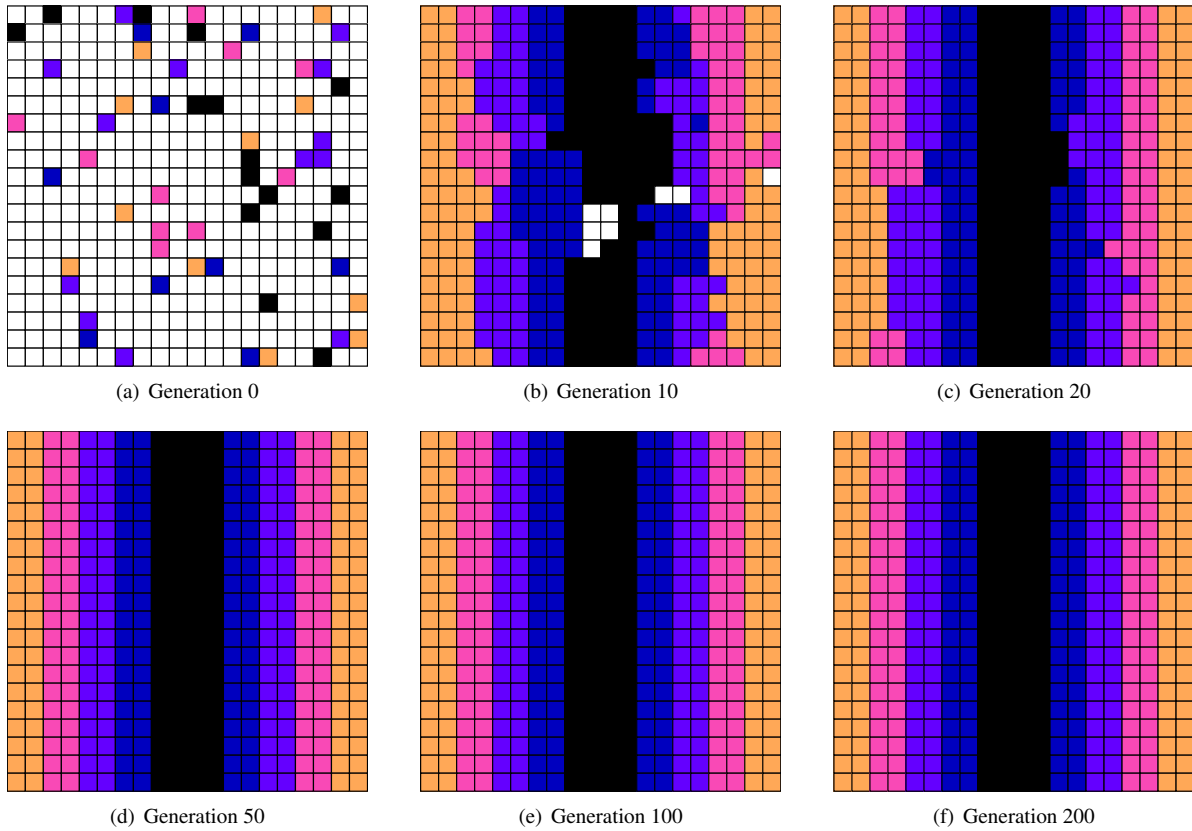 (a) Generation 0
(b) Generation 10
(c) Generation 20
(d) Generation 50
(e) Generation 100
(f) Generation 200